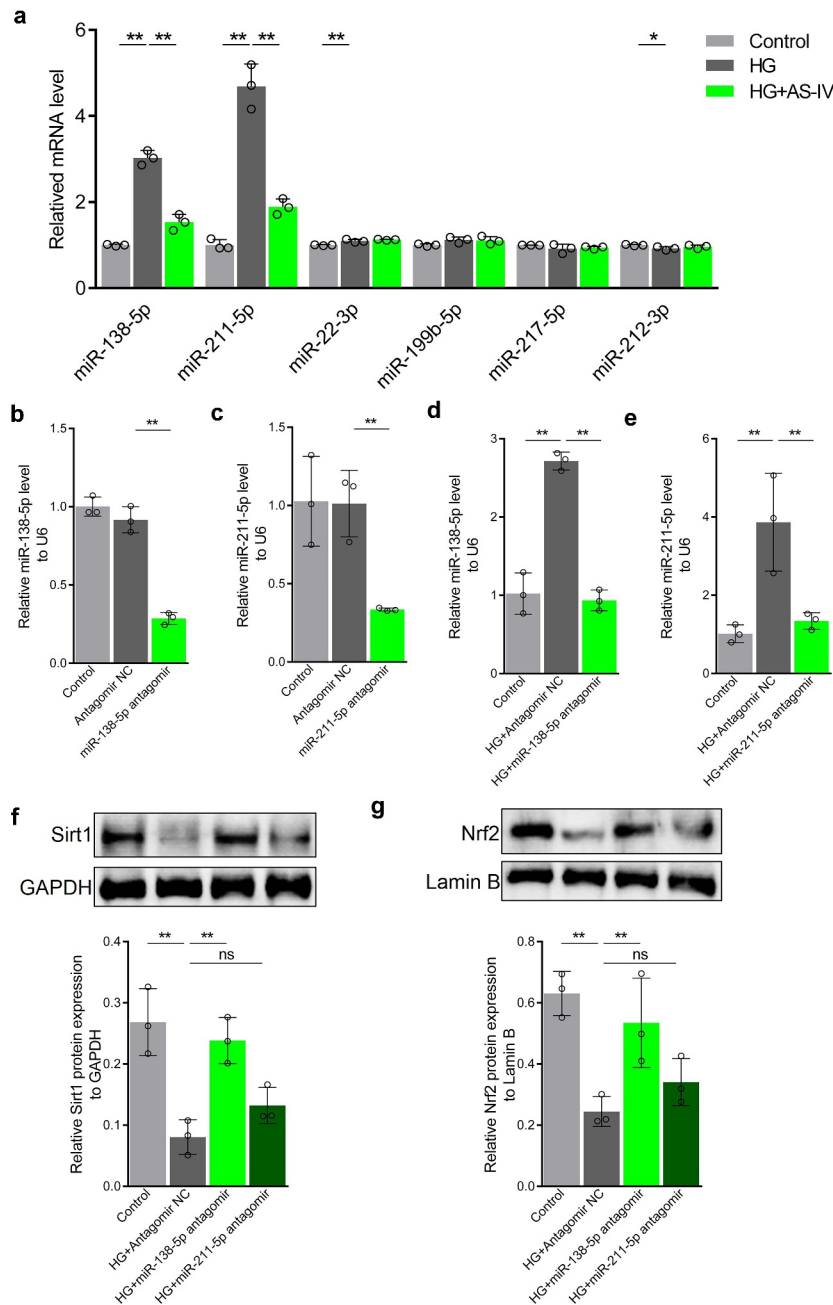 a
Relatived mRNA level
6
4
2
0
** ** ** ** ** *
Control
HG
HG+AS-IV
miR-138-5p
miR-211-5p
miR-22-3p
miR-199b-5p
miR-217-5p
miR-212-3p
b
Relative miR-138-5p level
to U6
1.5
1.0
0.5
0.0
**
Control
Antagomir NC
miR-138-5p antagomir
c
Relative miR-211-5p level
to U6
1.5
1.0
0.5
0.0
**
Control
Antagomir NC
miR-211-5p antagomir
d
Relative miR-138-5p level
to U6
3
2
1
0
** **
Control
HG+Antagomir NC
HG+miR-138-5p antagomir
e
Relative miR-211-5p level
to U6
6
4
2
0
** **
Control
HG+Antagomir NC
HG+miR-211-5p antagomir
f
Sirt1
GAPDH
Relative Sirt1 protein expression
to GAPDH
0.4
0.3
0.2
0.1
0.0
** **
ns
Control
HG+Antagomir NC
HG+miR-138-5p antagomir
HG+miR-211-5p antagomir
g
Nrf2
Lamin B
Relative Nrf2 protein expression
to Lamin B
0.8
0.6
0.4
0.2
0.0
** **
ns
Control
HG+Antagomir NC
HG+miR-138-5p antagomir
HG+miR-211-5p antagomir